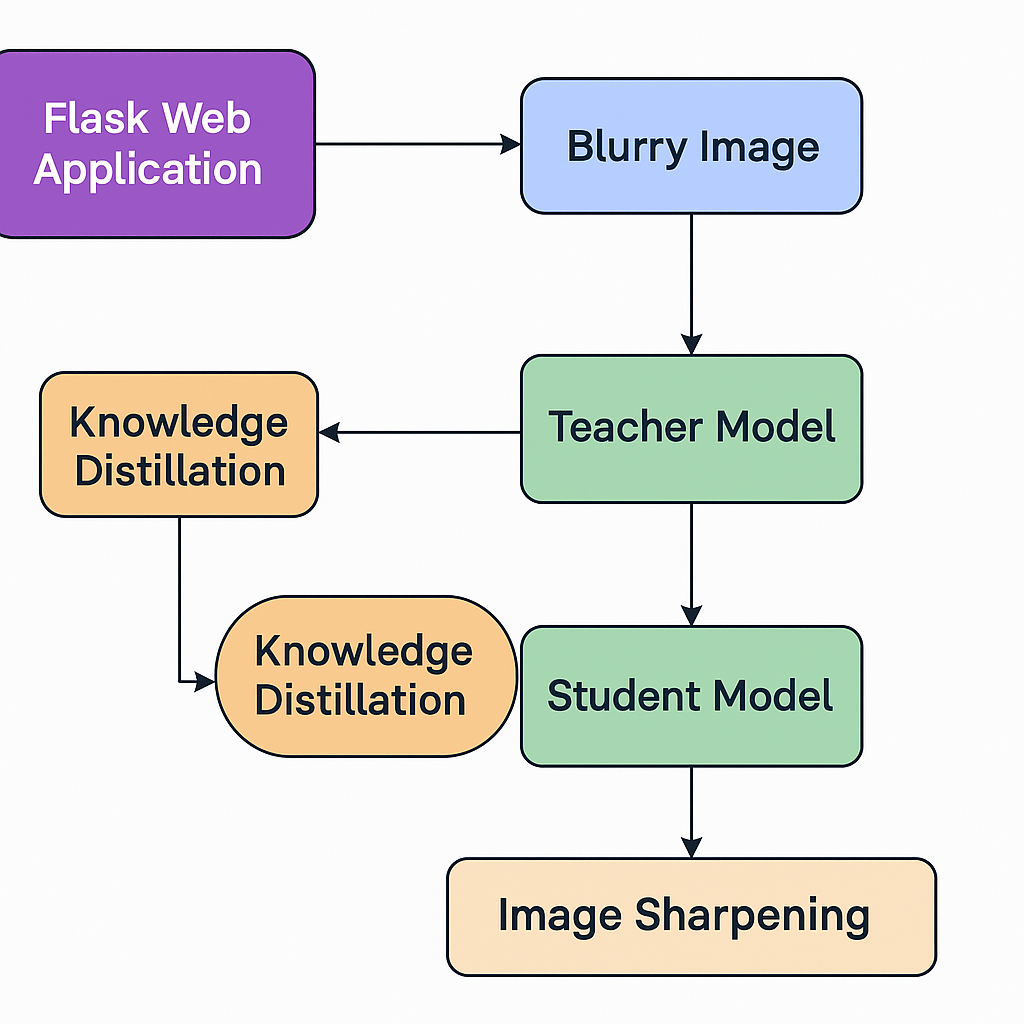 Flask Web
Application
Blurry Image
Knowledge
Distillation
Teacher Model
Knowledge
Distillation
Student Model
Image Sharpening